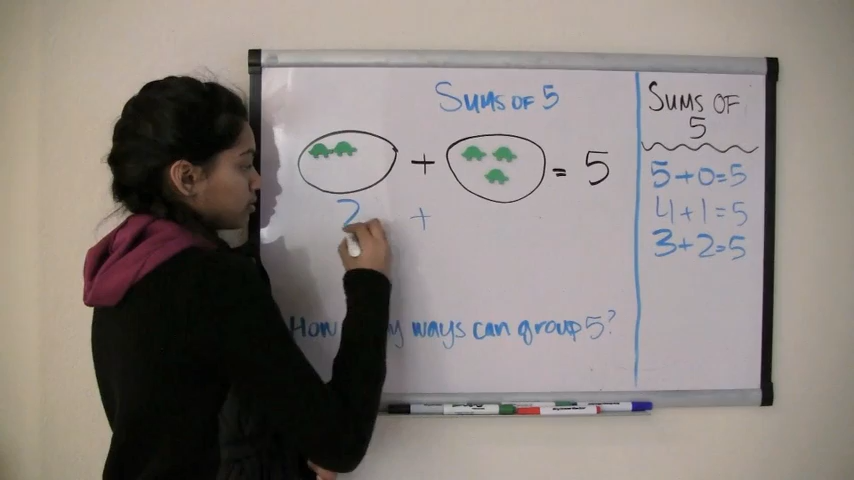 Sums of 5
+ = 5
2 +
How ways can group 5?
SUMS OF
5
5+0=5
4+1=5
3+2=5